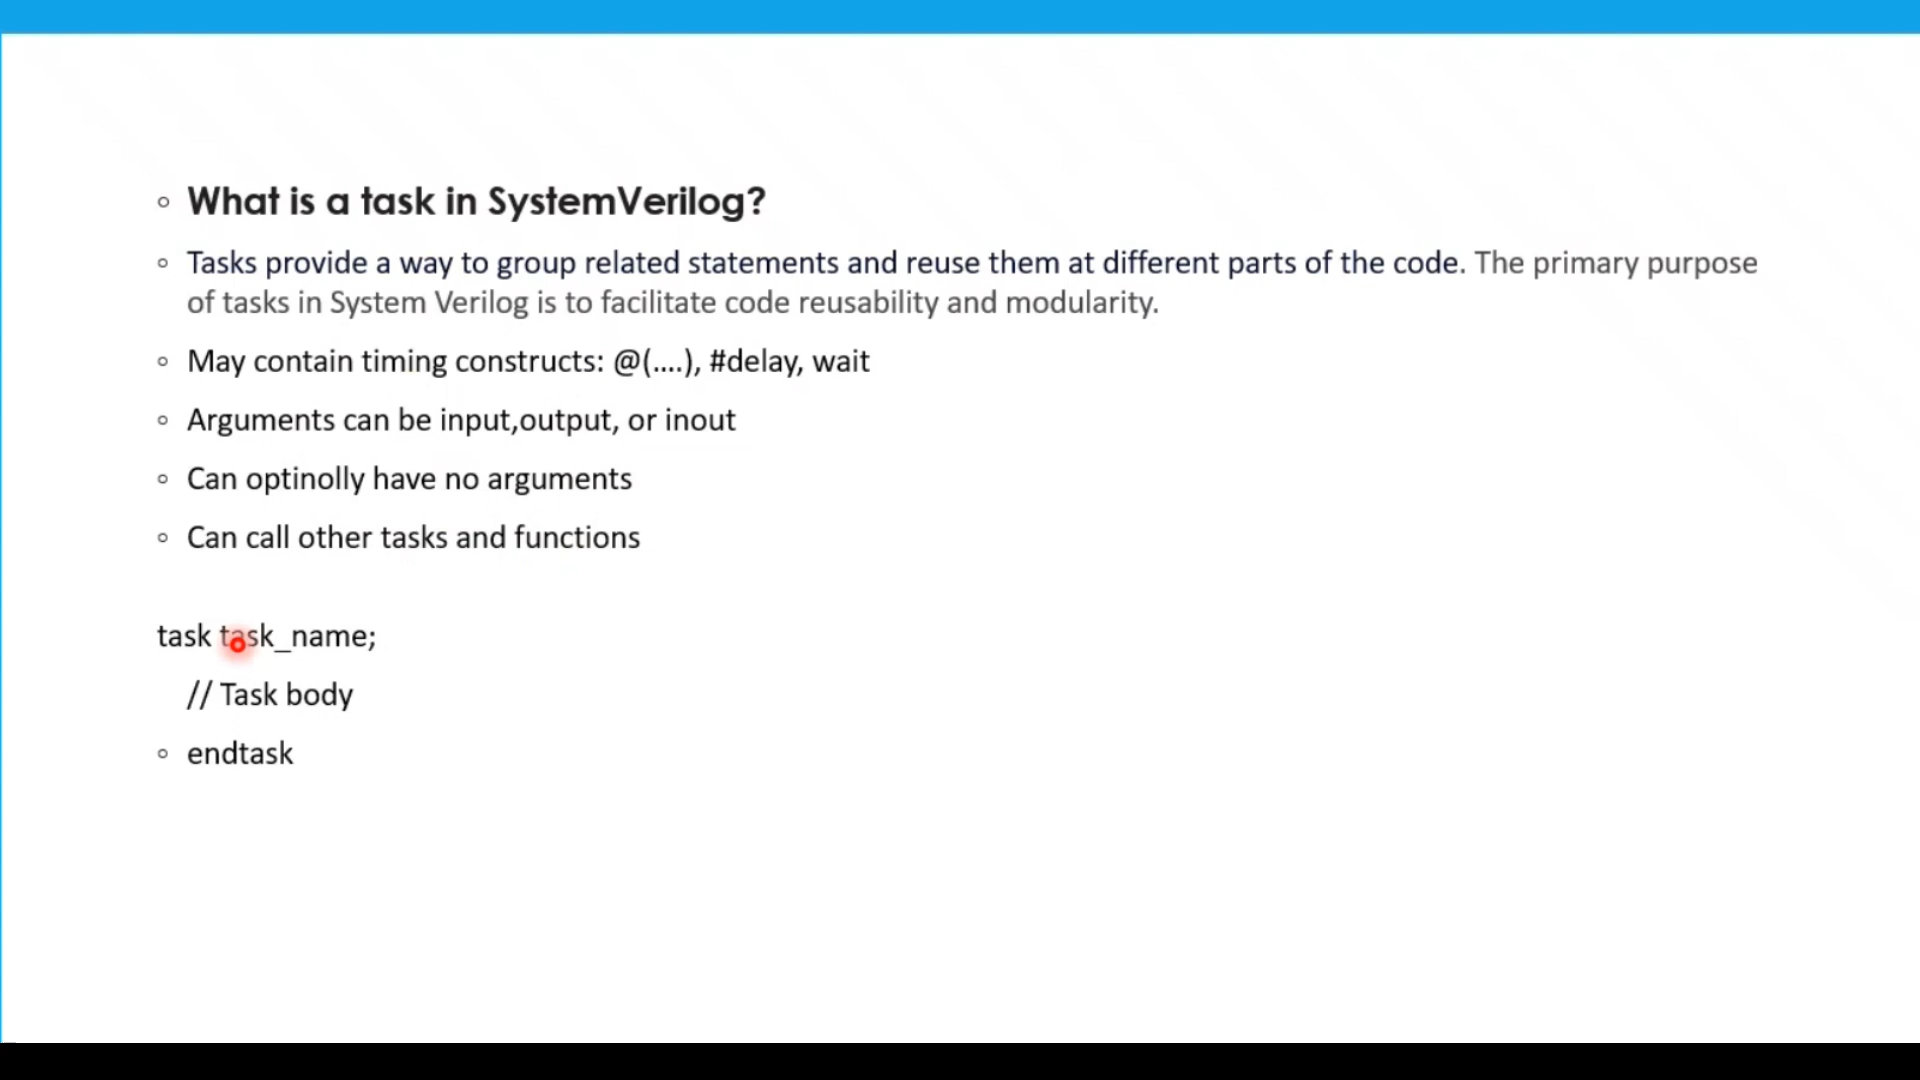 What is a task in SystemVerilog?
Tasks provide a way to group related statements and reuse them at different parts of the code. The primary purpose
of tasks in System Verilog is to facilitate code reusability and modularity.
May contain timing constructs: @(....), #delay, wait
Arguments can be input,output, or inout
Can optinolly have no arguments
Can call other tasks and functions
task task_name;
// Task body
endtask